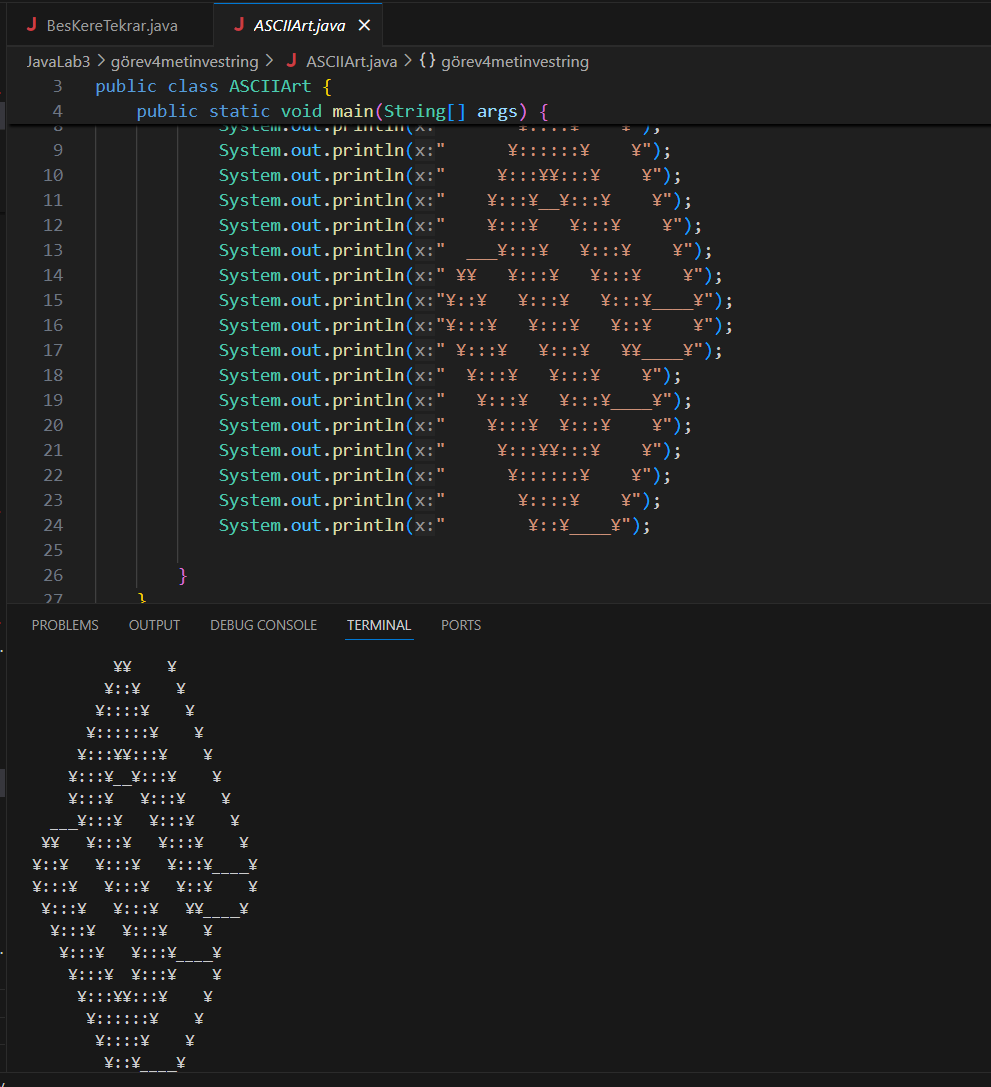 BesKereTekrar.java ASCIIArt.java
JavaLab3 > görev4metinvestring > ASCIIArt.java > {} görev4metinvestring
3 public class ASCIIArt {
4     public static void main(String[] args) {
8             System.out.println(x:"        ¥::::¥    ¥");
9             System.out.println(x:"      ¥::::::¥    ¥");
10             System.out.println(x:"     ¥:::¥¥:::¥    ¥");
11             System.out.println(x:"    ¥:::¥__¥:::¥    ¥");
12             System.out.println(x:"    ¥:::¥   ¥:::¥    ¥");
13             System.out.println(x:"  ___¥:::¥   ¥:::¥    ¥");
14             System.out.println(x:" ¥¥   ¥:::¥   ¥:::¥    ¥");
15             System.out.println(x:"¥::¥   ¥:::¥   ¥:::¥____¥");
16             System.out.println(x:"¥:::¥   ¥:::¥   ¥::¥    ¥");
17             System.out.println(x:" ¥:::¥   ¥:::¥   ¥¥____¥");
18             System.out.println(x:"  ¥:::¥   ¥:::¥    ¥");
19             System.out.println(x:"   ¥:::¥   ¥:::¥____¥");
20             System.out.println(x:"    ¥:::¥  ¥:::¥    ¥");
21             System.out.println(x:"     ¥:::¥¥:::¥    ¥");
22             System.out.println(x:"      ¥::::::¥    ¥");
23             System.out.println(x:"       ¥::::¥    ¥");
24             System.out.println(x:"        ¥::¥____¥");
25
26         }
27     }
PROBLEMS OUTPUT DEBUG CONSOLE TERMINAL PORTS
         ¥¥    ¥
        ¥::¥    ¥
       ¥::::¥    ¥
      ¥::::::¥    ¥
     ¥:::¥¥:::¥    ¥
    ¥:::¥__¥:::¥    ¥
    ¥:::¥   ¥:::¥    ¥
  ___¥:::¥   ¥:::¥    ¥
 ¥¥   ¥:::¥   ¥:::¥    ¥
¥::¥   ¥:::¥   ¥:::¥____¥
¥:::¥   ¥:::¥   ¥::¥    ¥
 ¥:::¥   ¥:::¥   ¥¥____¥
  ¥:::¥   ¥:::¥    ¥
   ¥:::¥   ¥:::¥____¥
    ¥:::¥  ¥:::¥    ¥
     ¥:::¥¥:::¥    ¥
      ¥::::::¥    ¥
       ¥::::¥    ¥
        ¥::¥____¥